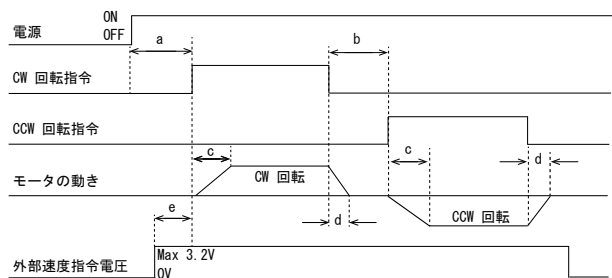 電源
ON
OFF
a
b
CW 回転指令
CCW 回転指令
c
c
d
モータの動き
CW 回転
d
CCW 回転
e
外部速度指令電圧
Max 3.2V
0V